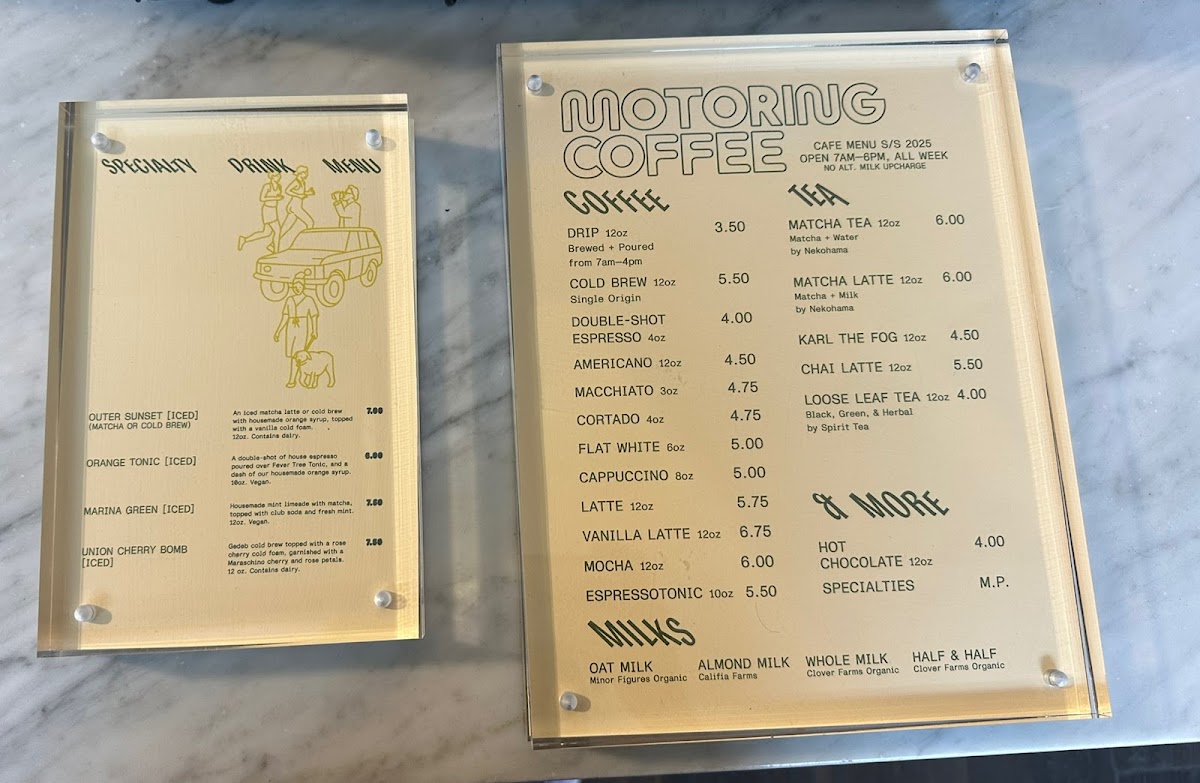 SPECIALTY DRINK MENU
OUTER SUNSET [ICED]
(MATCHA OR COLD BREW)
An iced matcha latte or cold brew
with housemade orange syrup, topped
with a vanilla cold foam.
12oz. Contains dairy.
7.00
ORANGE TONIC [ICED]
A double-shot of house espresso
poured over Fever Tree Tonic, and a
dash of our housemade orange syrup.
10oz. Vegan.
6.00
MARINA GREEN [ICED]
Housemade mint limeade with matcha,
topped with club soda and fresh mint.
12oz. Vegan.
7.50
UNION CHERRY BOMB
[ICED]
Gedeb cold brew topped with a rose
cherry cold foam, garnished with a
Maraschino cherry and rose petals.
12 oz. Contains dairy.
7.50
MOTORING
COFFEE
CAFE MENU S/S 2025
OPEN 7AM–6PM, ALL WEEK
NO ALT. MILK UPCHARGE
COFFEE
DRIP 12oz 3.50
Brewed + Poured
from 7am–4pm
COLD BREW 12oz 5.50
Single Origin
DOUBLE-SHOT 4.00
ESPRESSO 4oz
AMERICANO 12oz 4.50
MACCHIATO 3oz 4.75
CORTADO 4oz 4.75
FLAT WHITE 6oz 5.00
CAPPUCCINO 8oz 5.00
LATTE 12oz 5.75
VANILLA LATTE 12oz 6.75
MOCHA 12oz 6.00
ESPRESSOTONIC 10oz 5.50
TEA
MATCHA TEA 12oz 6.00
Matcha + Water
by Nekohama
MATCHA LATTE 12oz 6.00
Matcha + Milk
by Nekohama
KARL THE FOG 12oz 4.50
CHAI LATTE 12oz 5.50
LOOSE LEAF TEA 12oz 4.00
Black, Green, & Herbal
by Spirit Tea
& MORE
HOT 4.00
CHOCOLATE 12oz
SPECIALTIES M.P.
MILKS
OAT MILK
Minor Figures Organic
ALMOND MILK
Califia Farms
WHOLE MILK
Clover Farms Organic
HALF & HALF
Clover Farms Organic